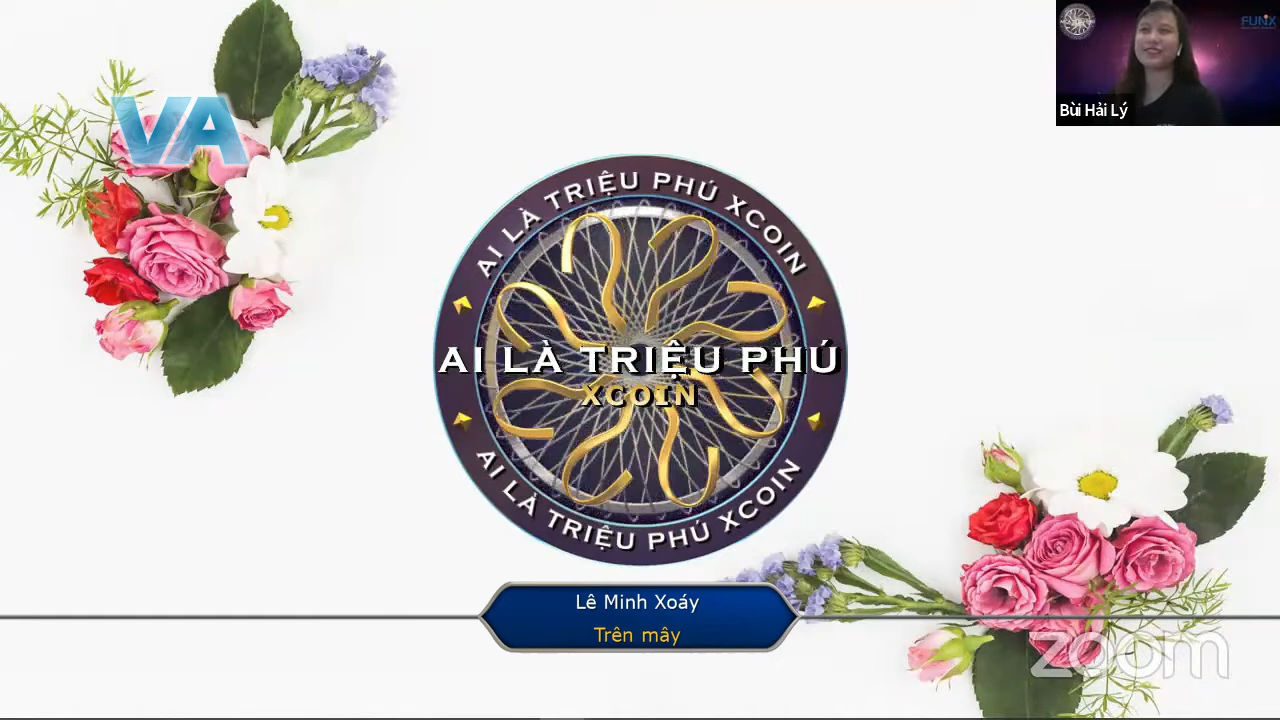 VA
FUNiX
Bùi Hải Lý
AI LÀ TRIỆU PHÚ XCOIN
AI LÀ TRIỆU PHÚ
XCOIN
AI LÀ TRIỆU PHÚ XCOIN
Lê Minh Xoáy
Trên mây
zoom